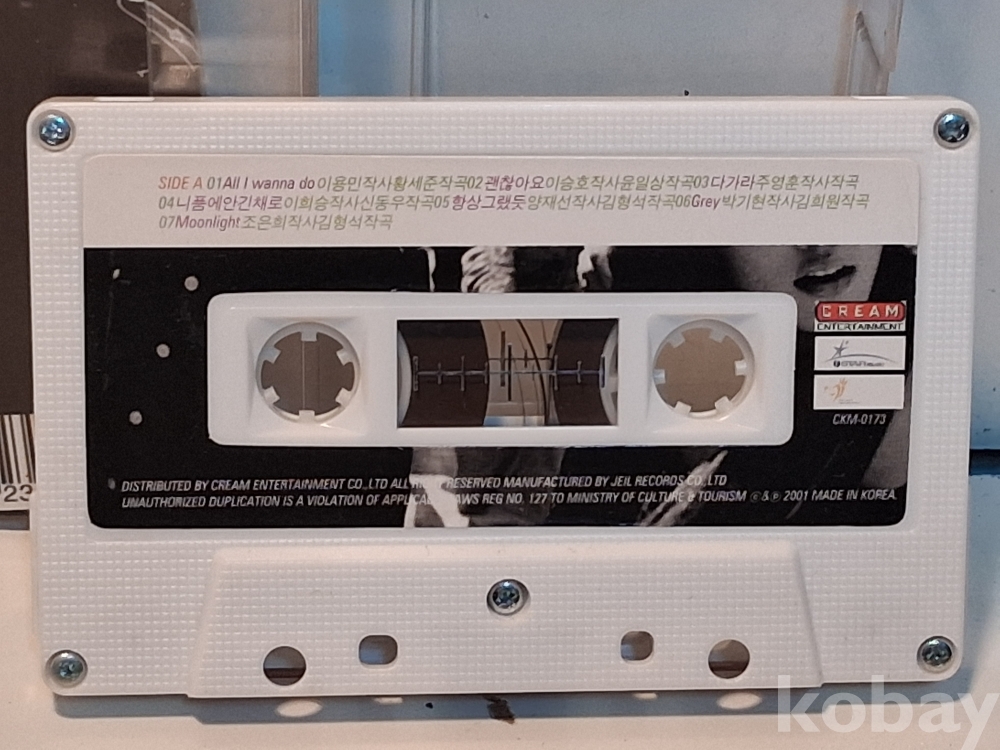 SIDE A 01All I wanna do이용민작사황세준작곡02괜찮아요이승호작사윤일상작곡03다가라주영훈작사작곡
04니품에안긴채로이희승작사신동우작곡05항상그랬듯양재선작사김형석작곡06Grey박기현작사김희원작곡
07Moonlight조은희작사김형석작곡
CREAM
ENTERTAINMENT
CKM-0173
DISTRIBUTED BY CREAM ENTERTAINMENT CO.,LTD ALL RIGHT RESERVED MANUFACTURED BY JEIL RECORDS CO.,LTD
UNAUTHORIZED DUPLICATION IS A VIOLATION OF APPLICABLE LAWS REG NO. 127 TO MINISTRY OF CULTURE & TOURISM ©&℗ 2001 MADE IN KOREA.
23
kobay